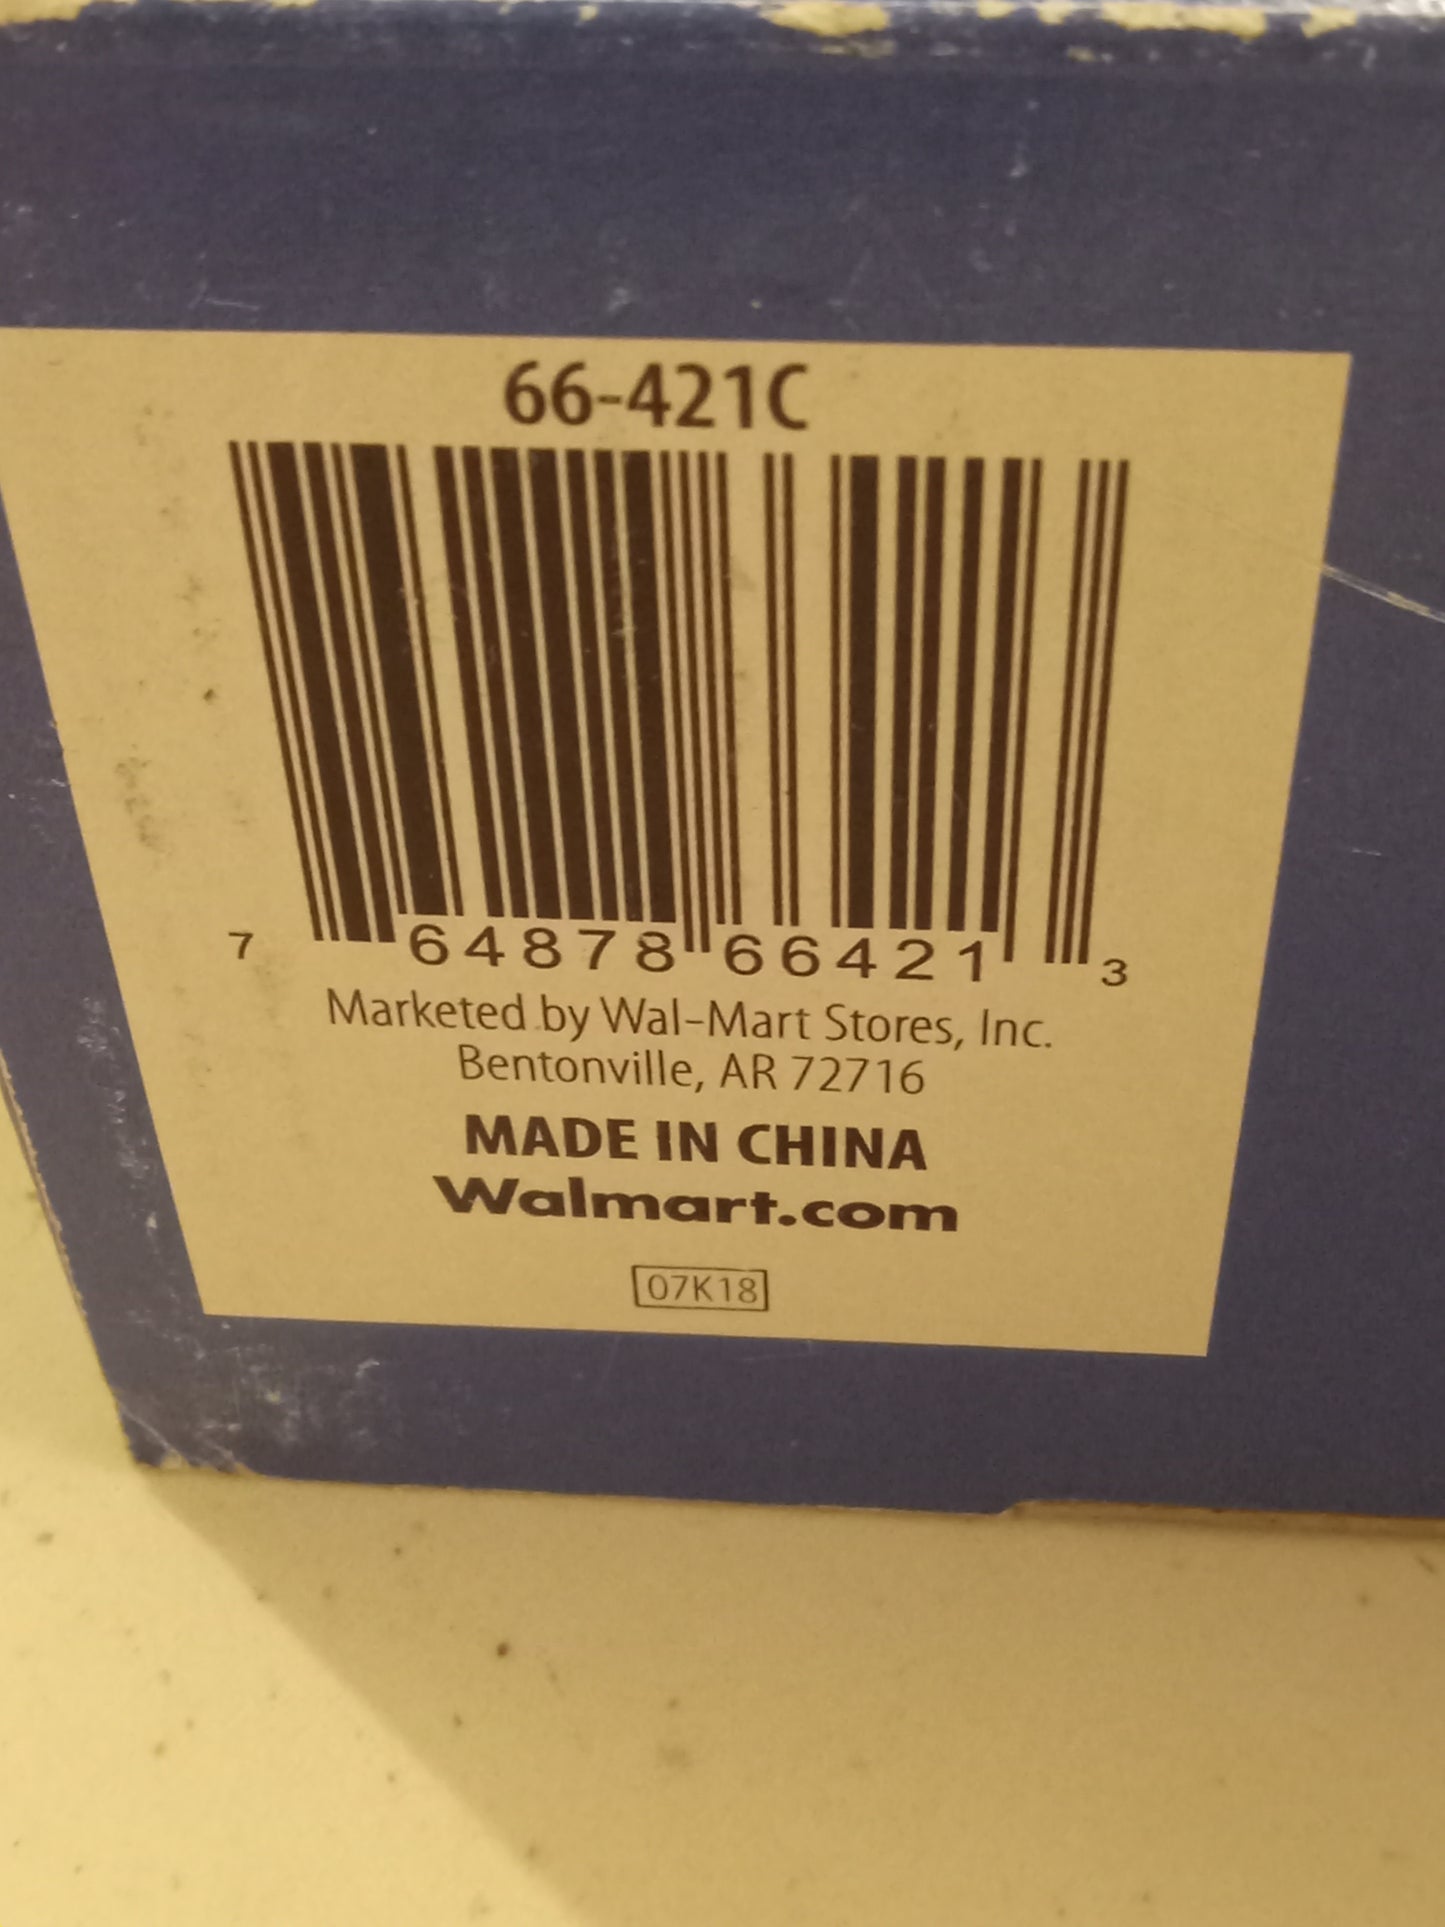 66-421C
7 64878 66421 3
Marketed by Wal-Mart Stores, Inc.
Bentonville, AR 72716
MADE IN CHINA
Walmart.com
07K18